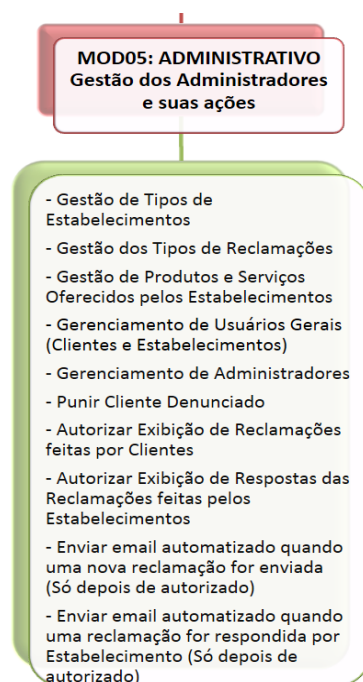 MOD05: ADMINISTRATIVO
Gestão dos Administradores
e suas ações
- Gestão de Tipos de
Estabelecimentos
- Gestão dos Tipos de Reclamações
- Gestão de Produtos e Serviços
Oferecidos pelos Estabelecimentos
- Gerenciamento de Usuários Gerais
(Clientes e Estabelecimentos)
- Gerenciamento de Administradores
- Punir Cliente Denunciado
- Autorizar Exibição de Reclamações
feitas por Clientes
- Autorizar Exibição de Respostas das
Reclamações feitas pelos
Estabelecimentos
- Enviar email automatizado quando
uma nova reclamação for enviada
(Só depois de autorizado)
- Enviar email automatizado quando
uma reclamação for respondida por
Estabelecimento (Só depois de
autorizado)